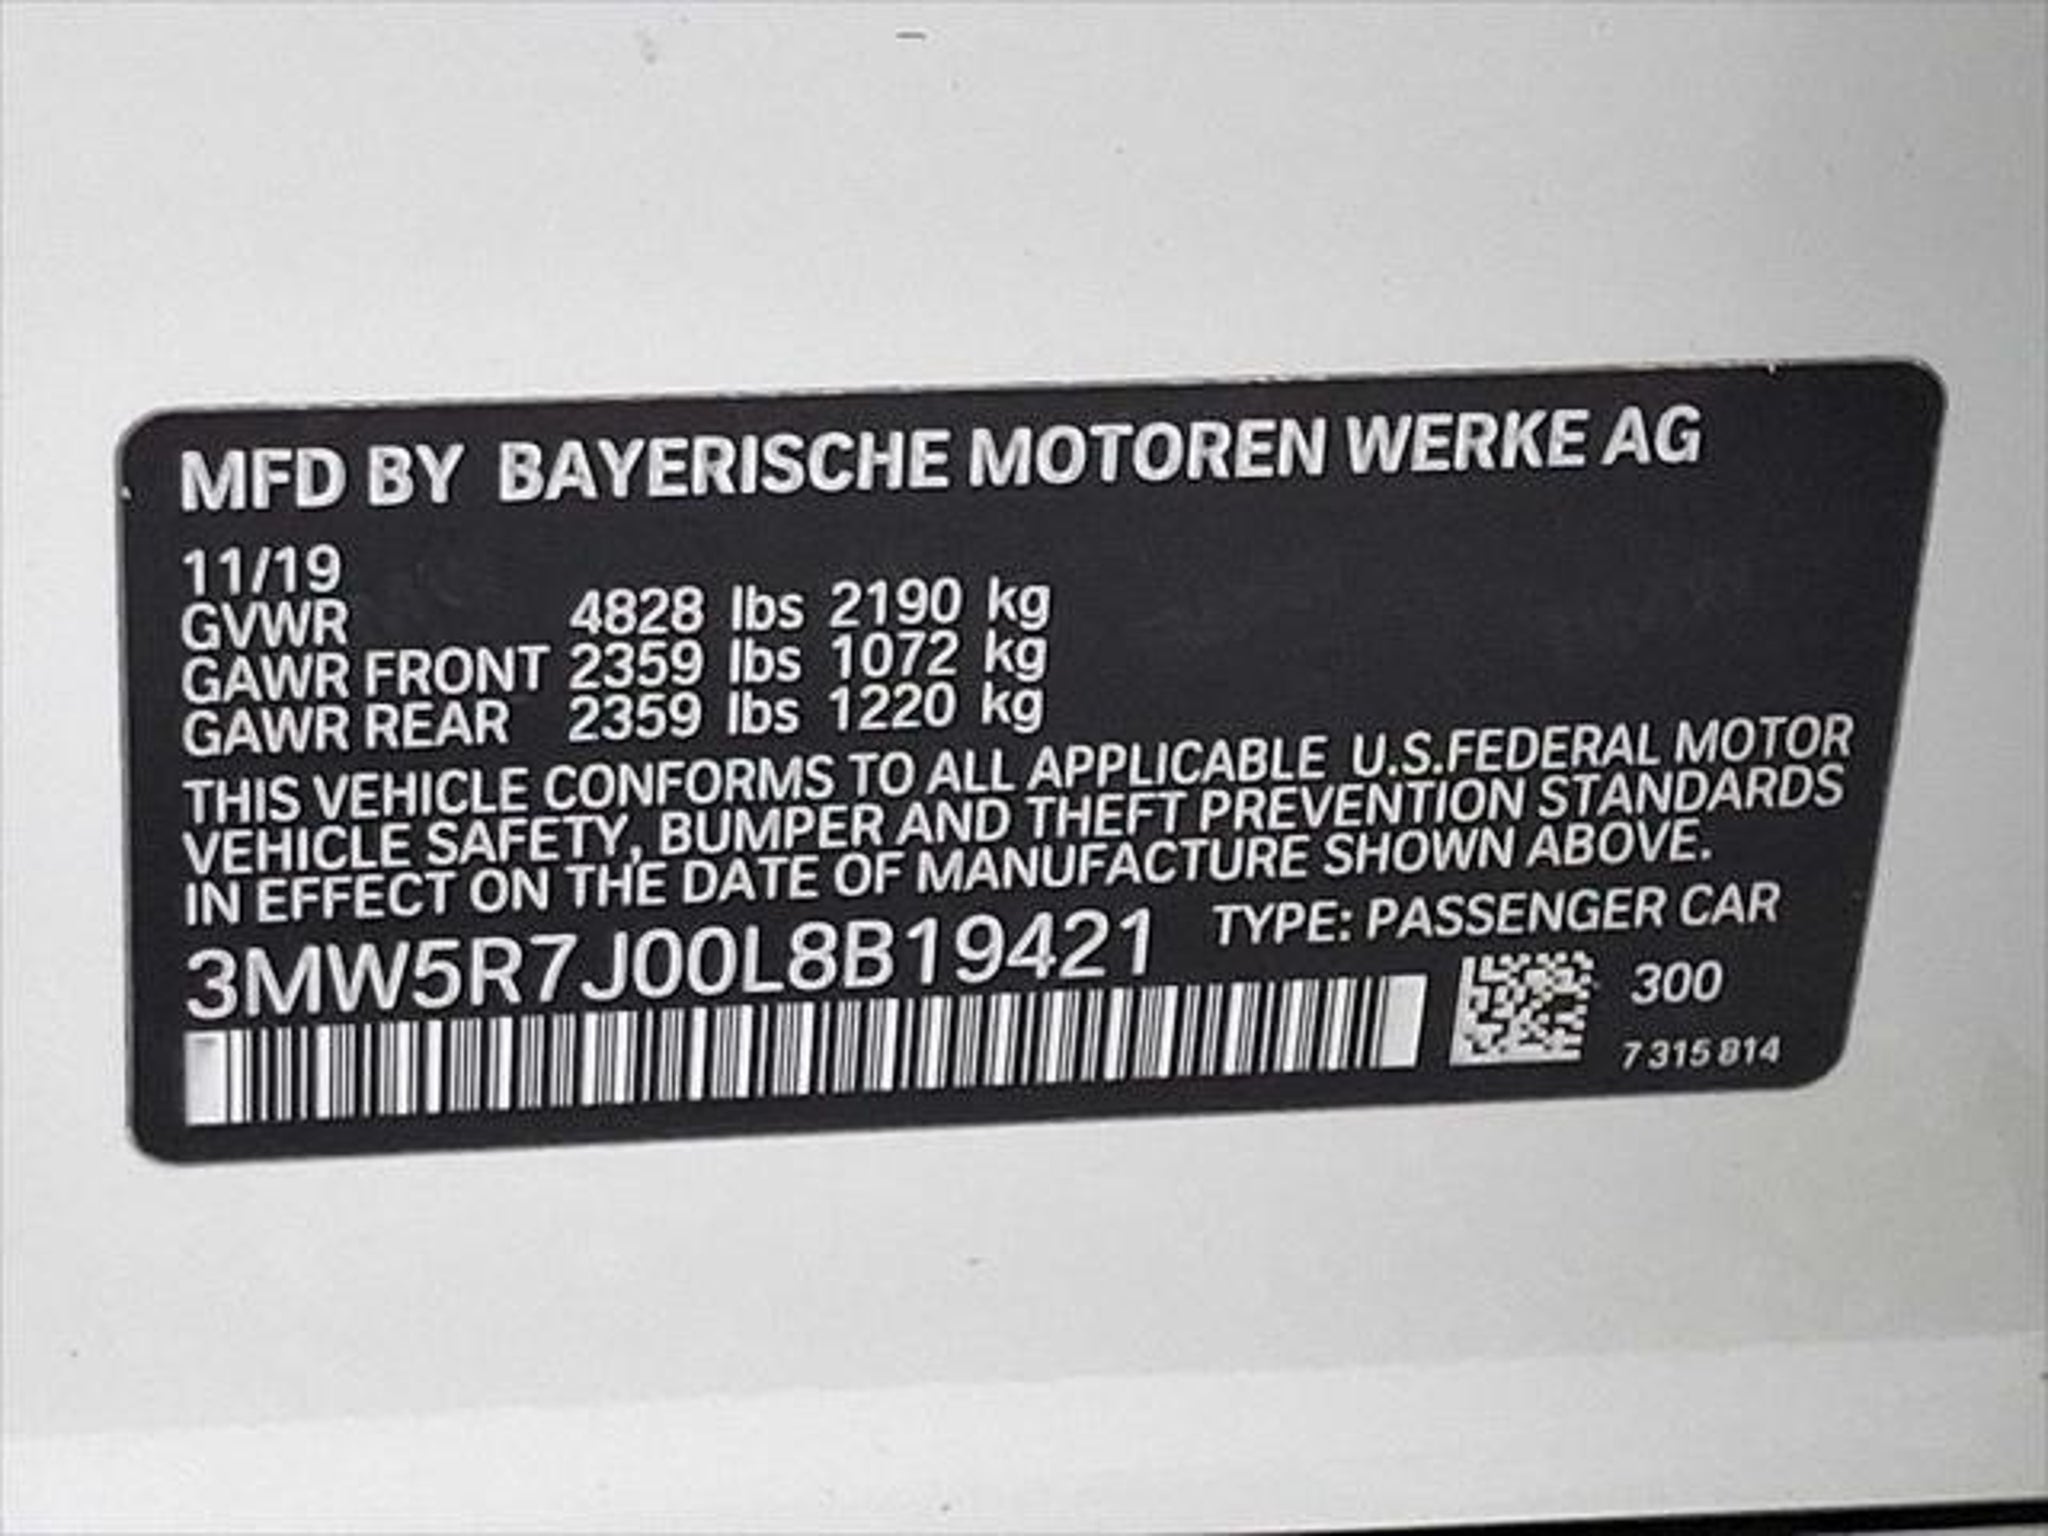 MFD BY BAYERISCHE MOTOREN WERKE AG
11/19
GVWR 4828 lbs 2190 kg
GAWR FRONT 2359 lbs 1072 kg
GAWR REAR 2359 lbs 1220 kg
THIS VEHICLE CONFORMS TO ALL APPLICABLE U.S.FEDERAL MOTOR
VEHICLE SAFETY, BUMPER AND THEFT PREVENTION STANDARDS
IN EFFECT ON THE DATE OF MANUFACTURE SHOWN ABOVE.
3MW5R7J00L8B19421 TYPE: PASSENGER CAR
300
7 315 814